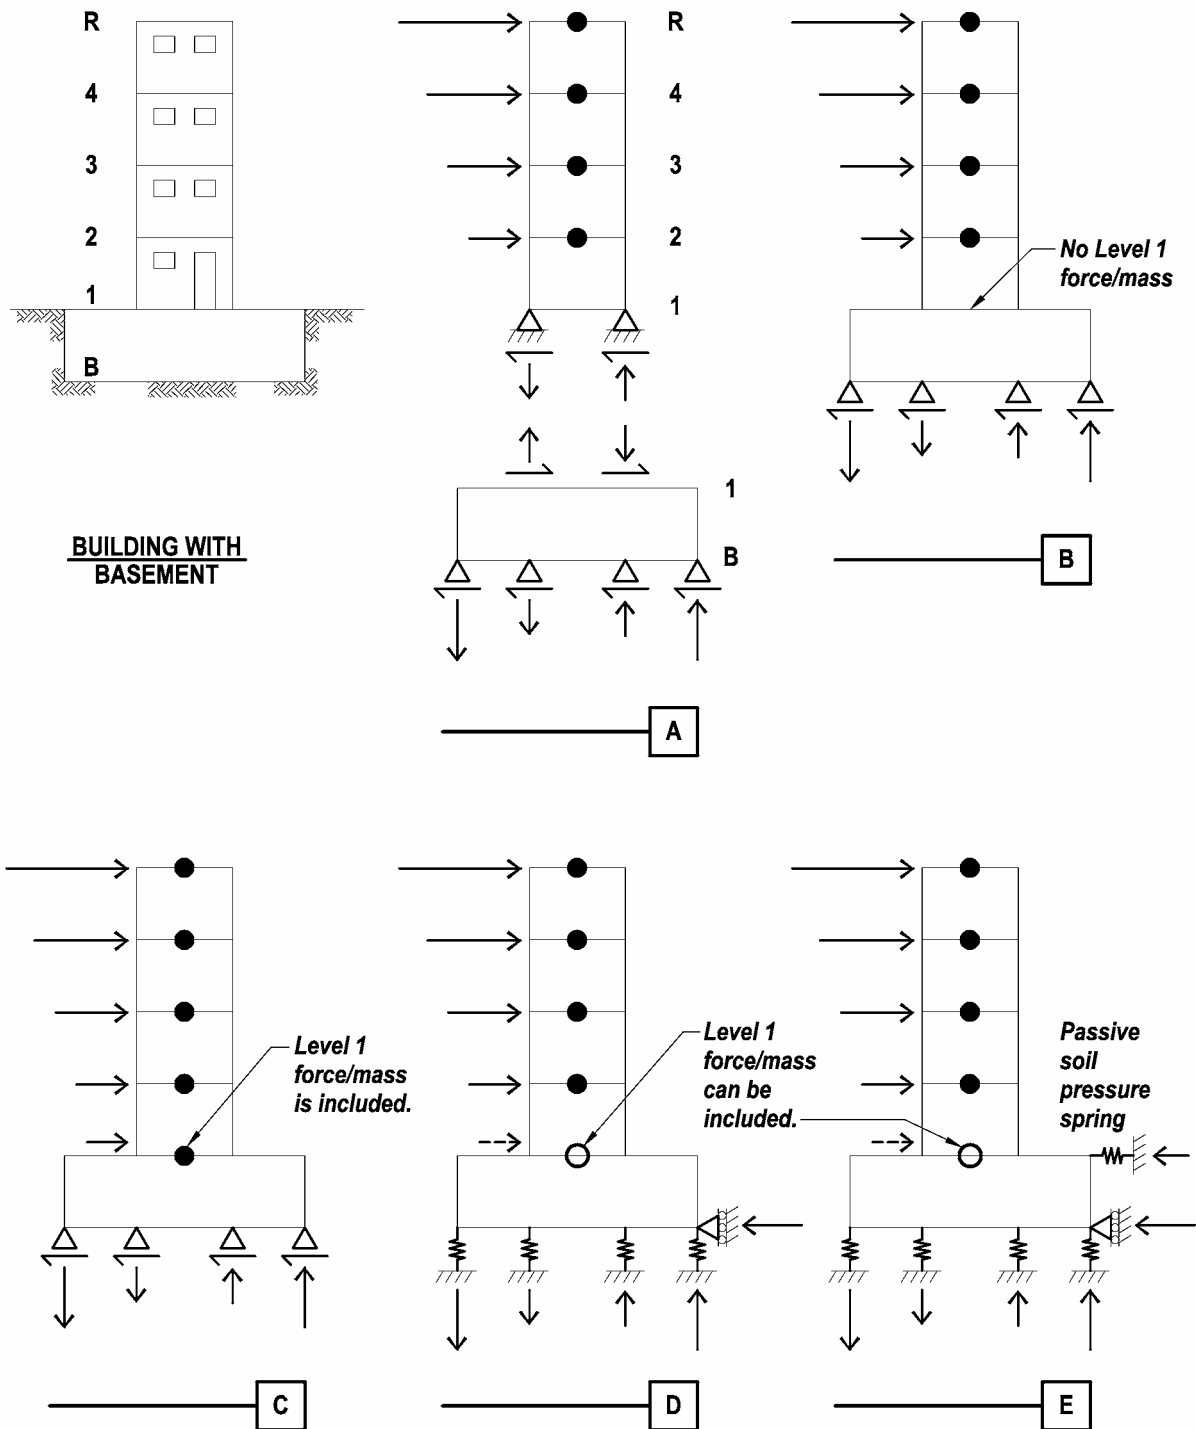 R
4
3
2
1
B
BUILDING WITH
BASEMENT
R
4
3
2
1
1
B
A
No Level 1
force/mass
B
Level 1
force/mass
is included.
C
Level 1
force/mass
can be
included.
D
Passive
soil
pressure
spring
E